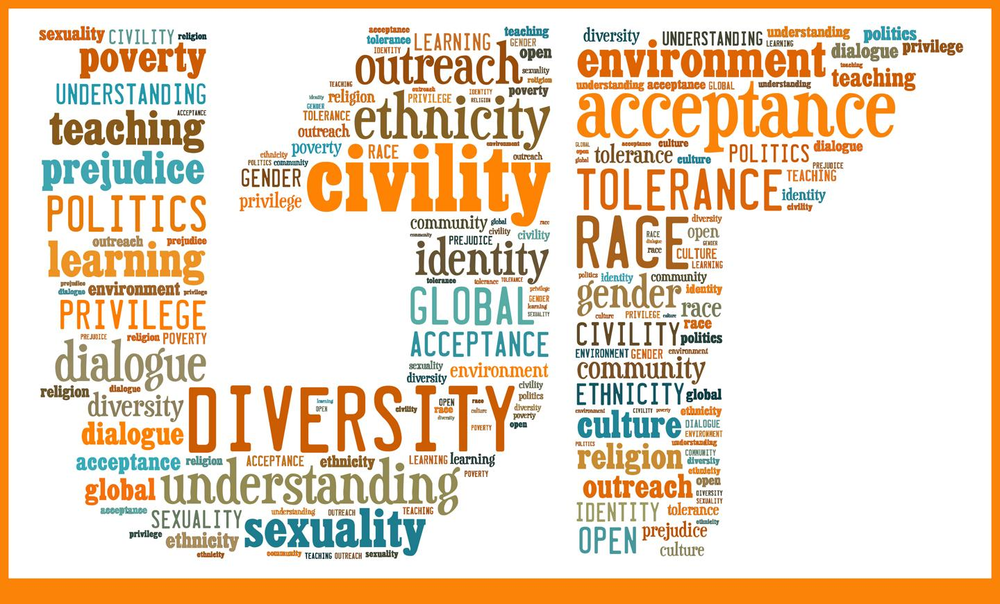 sexuality CIVILITY religion
poverty
UNDERSTANDING
ACCEPTANCE
teaching
prejudice
POLITICS
outreach prejudice
learning
prejudice
dialogue environment privilege
PRIVILEGE
PREJUDICE religion POVERTY
dialogue
religion dialogue
diversity
dialogue
acceptance religion ACCEPTANCE ethnicity LEARNING learning
global understanding POVERTY
acceptance understanding OUTREACH TEACHING
SEXUALITY sexuality
privilege ethnicity
ethnicity community TEACHING OUTREACH sexuality
acceptance teaching
tolerance LEARNING GENDER
IDENTITY open
outreach sexuality
religion
TEACHING outreach IDENTITY poverty
identity religion PRIVILEGE RELIGION
GENDER
TOLERANCE ethnicity
outreach
poverty RACE environment
ethnicity outreach
POLITICS community
GENDER civility
privilege
community global race
community civility civility
PREJUDICE
identity
tolerance tolerance TOLERANCE
privilege
GLOBAL GENDER
learning
SEXUALITY
ACCEPTANCE
sexuality environment
diversity civility
DIVERSITY politics
learning OPEN race
OPEN civility race culture diversity
diversity poverty
POVERTY open
diversity UNDERSTANDING understanding politics
LEARNING dialogue privilege
environment teaching
teaching
understanding acceptance GLOBAL understanding
acceptance
GLOBAL acceptance culture POLITICS dialogue
open tolerance culture
global PREJUDICE
TOLERANCE TEACHING
identity
civility
RACE diversity
RACE open
dialogue GENDER
race CULTURE
LEARNING
politics identity community
gender identity
race
culture PRIVILEGE culture
CIVILITY race
politics
ENVIRONMENT GENDER environment
community
ETHNICITY global
environment CIVILITY poverty ethnicity
culture DIALOGUE
ENVIRONMENT
POLITICS understanding
religion COMMUNITY
diversity
ethnicity
outreach open
DIVERSITY
SEXUALITY
IDENTITY tolerance
ethnicity
OPEN prejudice
culture